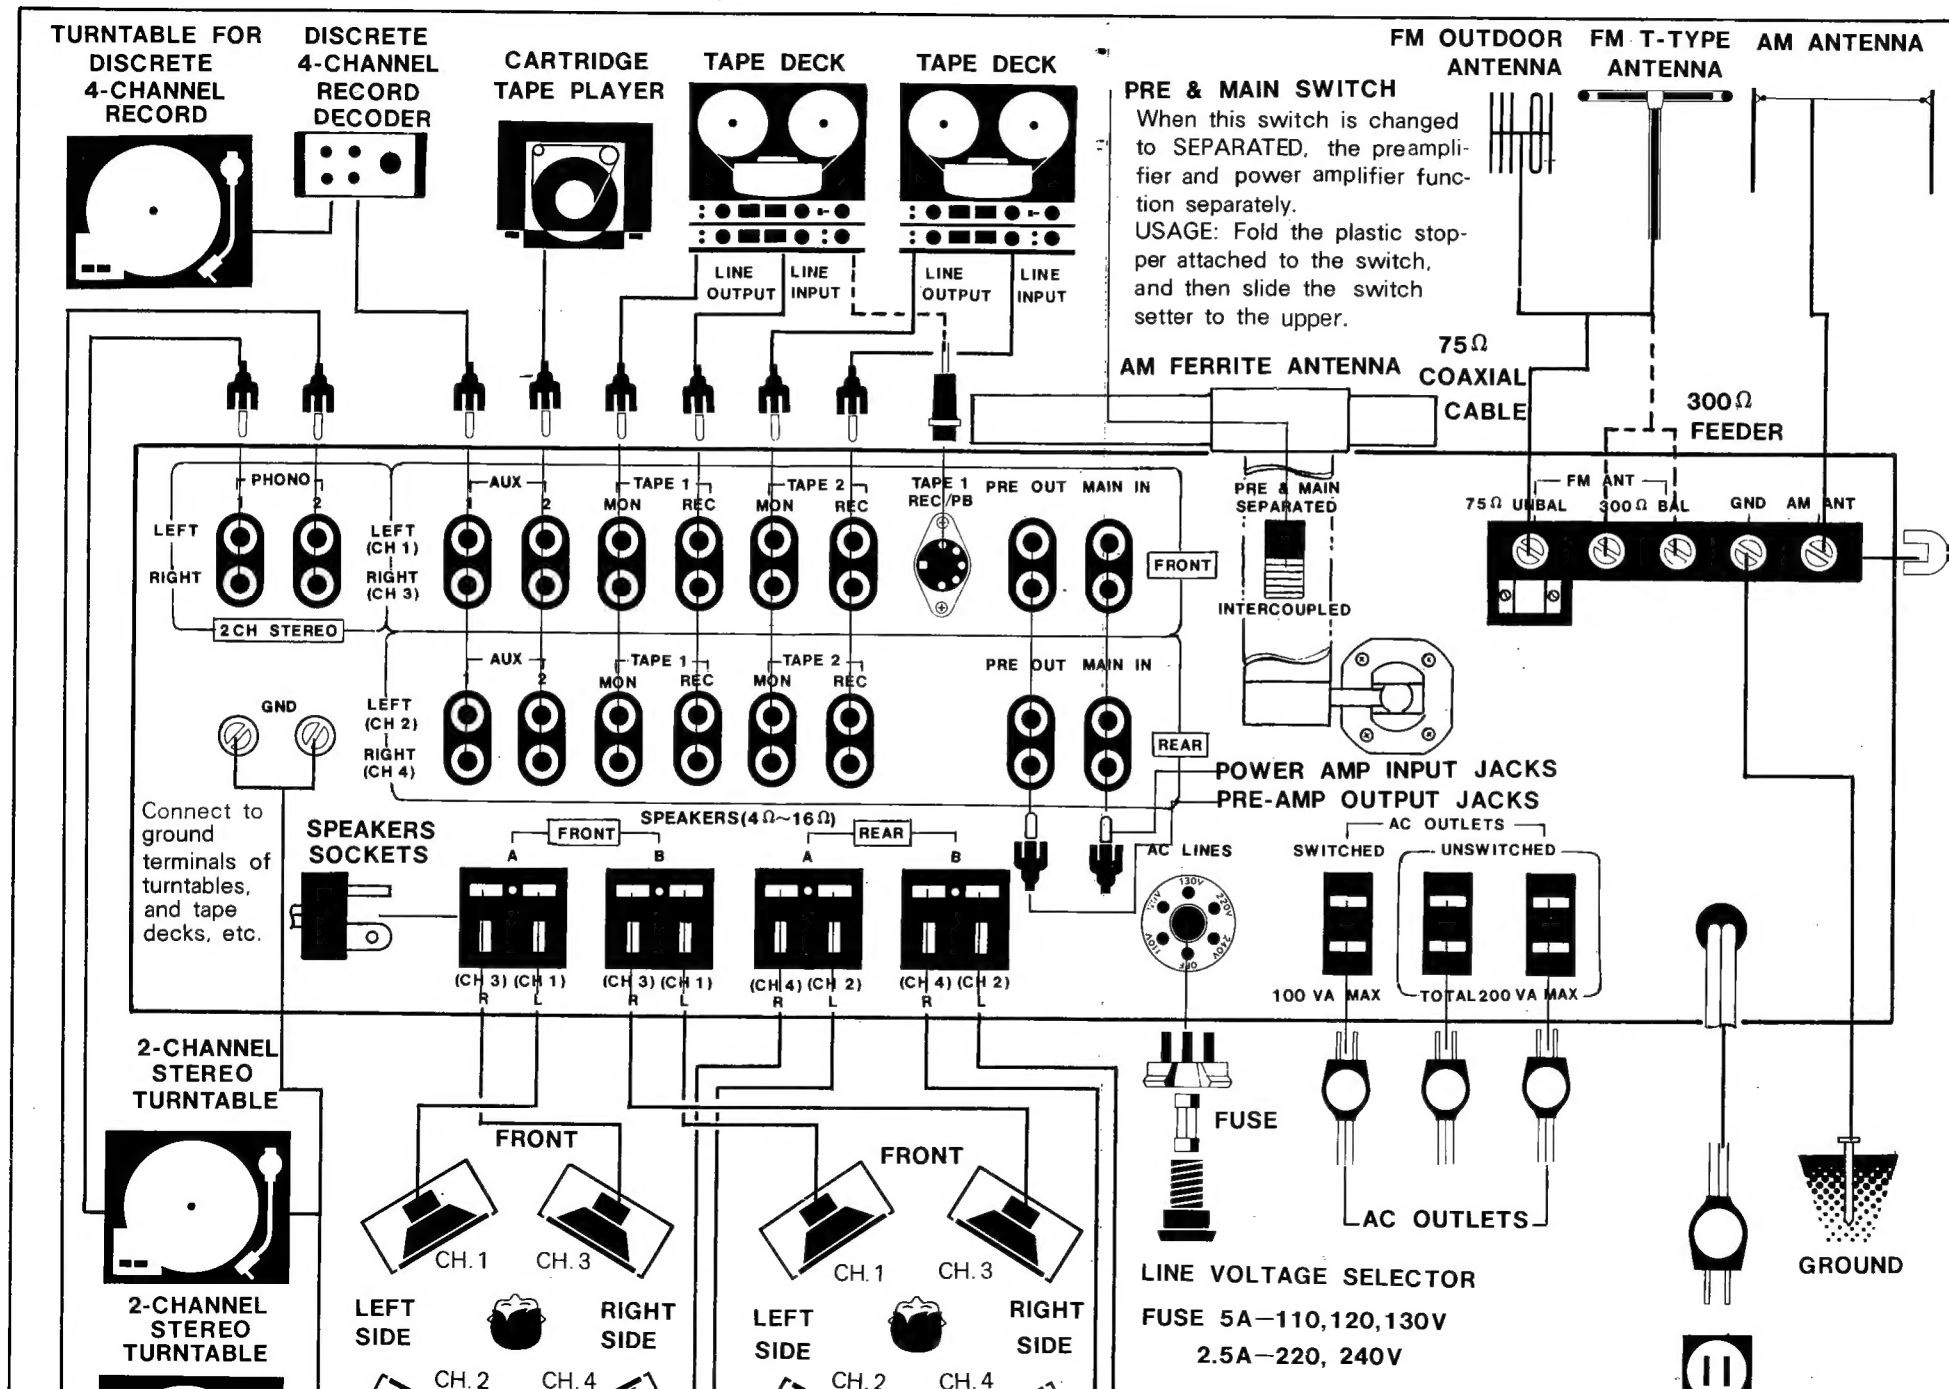 TURNTABLE FOR
DISCRETE
4-CHANNEL
RECORD
DISCRETE
4-CHANNEL
RECORD
DECODER
CARTRIDGE
TAPE PLAYER
TAPE DECK
TAPE DECK
FM OUTDOOR
ANTENNA
FM T-TYPE
ANTENNA
AM ANTENNA
PRE & MAIN SWITCH
When this switch is changed
to SEPARATED, the preampli-
fier and power amplifier func-
tion separately.
USAGE: Fold the plastic stop-
per attached to the switch,
and then slide the switch
setter to the upper.
LINE
OUTPUT
LINE
INPUT
LINE
OUTPUT
LINE
INPUT
AM FERRITE ANTENNA
75Ω
COAXIAL
CABLE
300Ω
FEEDER
PHONO
1
2
LEFT
RIGHT
2CH STEREO
AUX
1
2
TAPE 1
MON
REC
TAPE 2
MON
REC
TAPE 1
REC/PB
PRE OUT
MAIN IN
LEFT
(CH 1)
RIGHT
(CH 3)
FRONT
PRE & MAIN
SEPARATED
INTERCOUPLED
FM ANT
75Ω UNBAL
300Ω BAL
GND
AM ANT
AUX
1
2
TAPE 1
MON
REC
TAPE 2
MON
REC
PRE OUT
MAIN IN
LEFT
(CH 2)
RIGHT
(CH 4)
REAR
GND
Connect to
ground
terminals of
turntables,
and tape
decks, etc.
POWER AMP INPUT JACKS
PRE-AMP OUTPUT JACKS
SPEAKERS
SOCKETS
SPEAKERS(4Ω~16Ω)
FRONT
A
B
REAR
A
B
(CH 3) (CH 1)
R
L
(CH 3) (CH 1)
R
L
(CH 4) (CH 2)
R
L
(CH 4) (CH 2)
R
L
AC LINES
130V
220V
240V
OFF
110V
AC OUTLETS
SWITCHED
UNSWITCHED
100 VA MAX
TOTAL 200 VA MAX
2-CHANNEL
STEREO
TURNTABLE
FRONT
CH.1
CH.3
LEFT
SIDE
RIGHT
SIDE
CH.2
CH.4
FRONT
CH.1
CH.3
LEFT
SIDE
RIGHT
SIDE
CH.2
CH.4
FUSE
AC OUTLETS
GROUND
2-CHANNEL
STEREO
TURNTABLE
LINE VOLTAGE SELECTOR
FUSE 5A—110,120,130V
2.5A—220, 240V